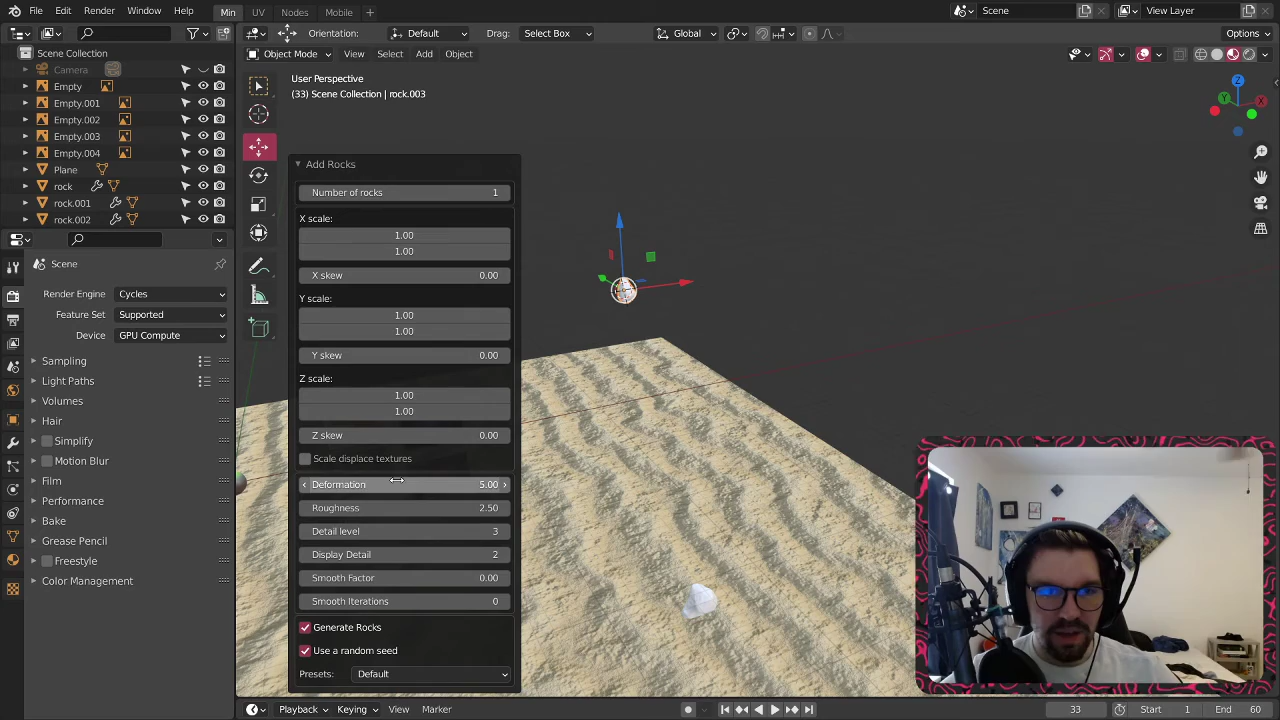 File Edit Render Window Help Min UV Nodes Mobile + Scene View Layer
Orientation: Default Drag: Select Box Global Options
Object Mode View Select Add Object
Scene Collection
Camera
Empty
Empty.001
Empty.002
Empty.003
Empty.004
Plane
rock
rock.001
rock.002
User Perspective
(33) Scene Collection | rock.003
Z
Y
X
Add Rocks
Number of rocks 1
X scale:
1.00
1.00
X skew 0.00
Y scale:
1.00
1.00
Y skew 0.00
Z scale:
1.00
1.00
Z skew 0.00
Scale displace textures
Deformation 5.00
Roughness 2.50
Detail level 3
Display Detail 2
Smooth Factor 0.00
Smooth Iterations 0
Generate Rocks
Use a random seed
Presets: Default
Scene
Render Engine Cycles
Feature Set Supported
Device GPU Compute
Sampling
Light Paths
Volumes
Hair
Simplify
Motion Blur
Film
Performance
Bake
Grease Pencil
Freestyle
Color Management
Playback Keying View Marker 33 Start 1 End 60